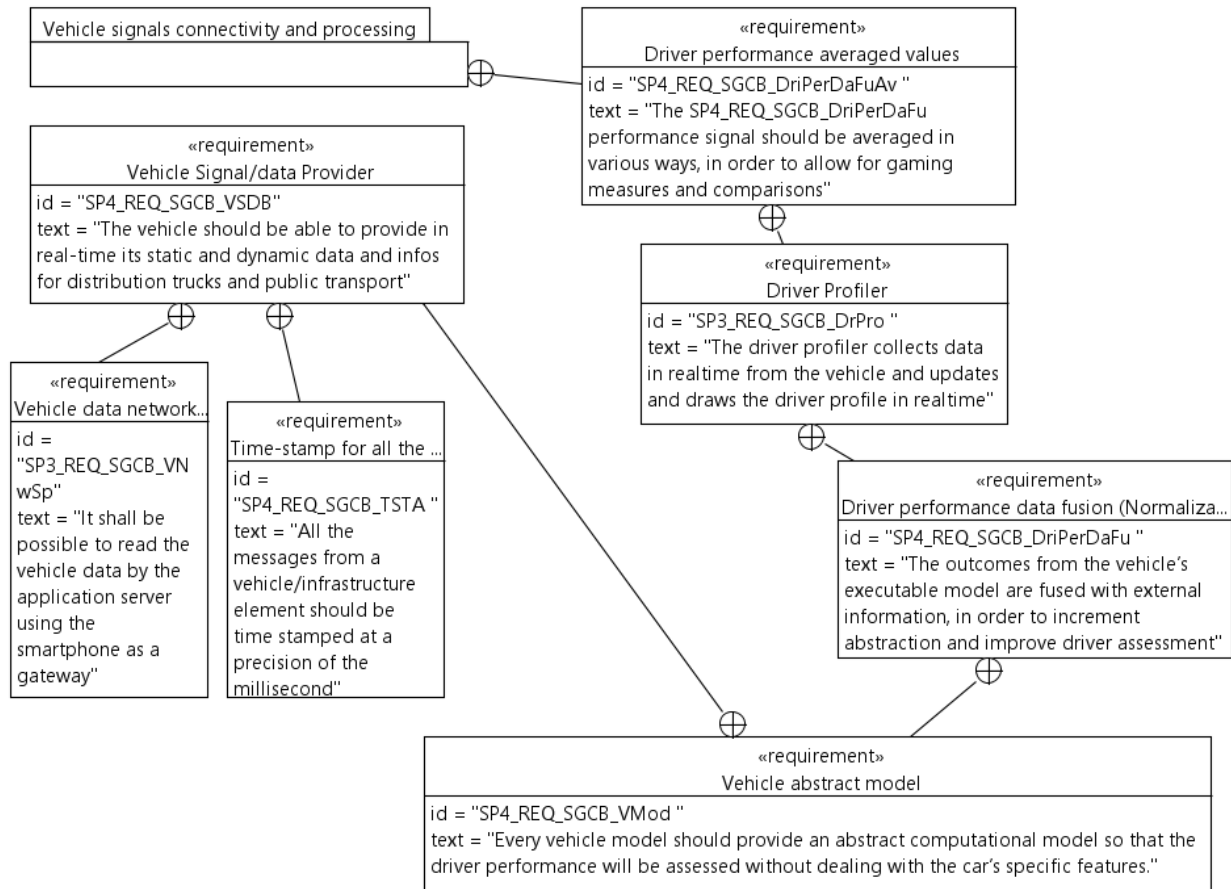 Vehicle signals connectivity and processing
«requirement»
Driver performance averaged values
id = "SP4_REQ_SGCB_DriPerDaFuAv "
text = "The SP4_REQ_SGCB_DriPerDaFu
performance signal should be averaged in
various ways, in order to allow for gaming
measures and comparisons"
«requirement»
Vehicle Signal/data Provider
id = "SP4_REQ_SGCB_VSDB"
text = "The vehicle should be able to provide in
real-time its static and dynamic data and infos
for distribution trucks and public transport"
«requirement»
Driver Profiler
id = "SP3_REQ_SGCB_DrPro "
text = "The driver profiler collects data
in realtime from the vehicle and updates
and draws the driver profile in realtime"
«requirement»
Vehicle data network...
id =
"SP3_REQ_SGCB_VN
wSp"
text = "It shall be
possible to read the
vehicle data by the
application server
using the
smartphone as a
gateway"
«requirement»
Time-stamp for all the ...
id =
"SP4_REQ_SGCB_TSTA "
text = "All the
messages from a
vehicle/infrastructure
element should be
time stamped at a
precision of the
millisecond"
«requirement»
Driver performance data fusion (Normaliza...
id = "SP4_REQ_SGCB_DriPerDaFu "
text = "The outcomes from the vehicle’s
executable model are fused with external
information, in order to increment
abstraction and improve driver assessment"
«requirement»
Vehicle abstract model
id = "SP4_REQ_SGCB_VMod "
text = "Every vehicle model should provide an abstract computational model so that the
driver performance will be assessed without dealing with the car’s specific features."